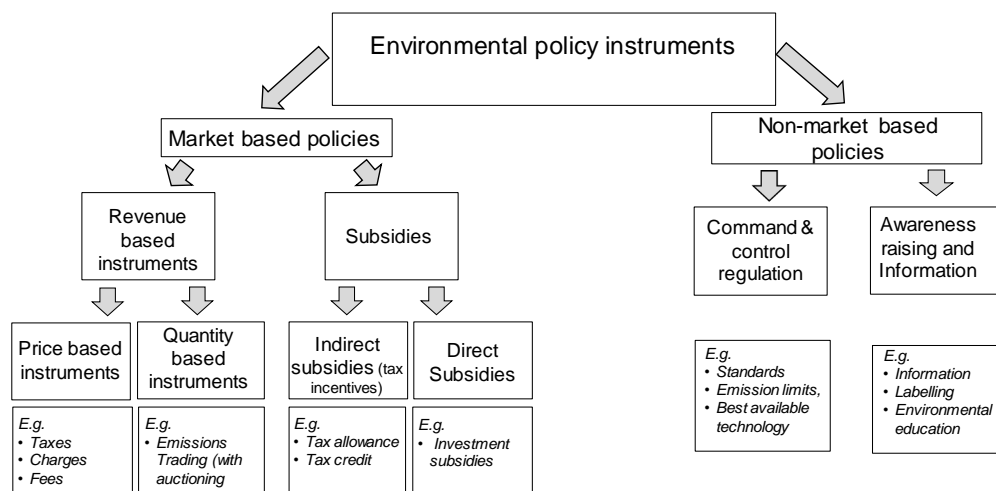 Environmental policy instruments
Market based policies
Non-market based
policies
Revenue
based
instruments
Subsidies
Command &
control
regulation
Awareness
raising and
Information
Price based
instruments
Quantity
based
instruments
Indirect
subsidies (tax
incentives)
Direct
Subsidies
E.g.
• Taxes
• Charges
• Fees
E.g.
• Emissions
Trading (with
auctioning
E.g.
• Tax allowance
• Tax credit
E.g.
• Investment
subsidies
E.g.
• Standards
• Emission limits,
• Best available
technology
E.g.
• Information
• Labelling
• Environmental
education